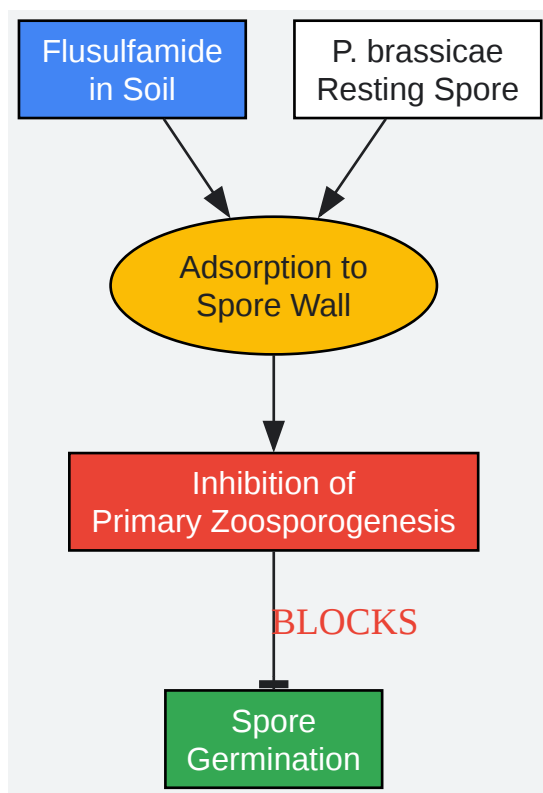 Flusulfamide
in Soil
P. brassicae
Resting Spore
Adsorption to
Spore Wall
Inhibition of
Primary Zoosporogenesis
BLOCKS
Spore
Germination